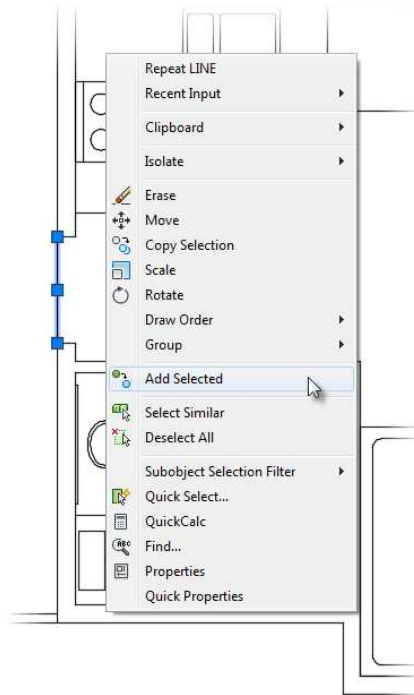 Repeat LINE
Recent Input
Clipboard
Isolate
Erase
Move
Copy Selection
Scale
Rotate
Draw Order
Group
Add Selected
Select Similar
Deselect All
Subobject Selection Filter
Quick Select...
QuickCalc
Find...
Properties
Quick Properties